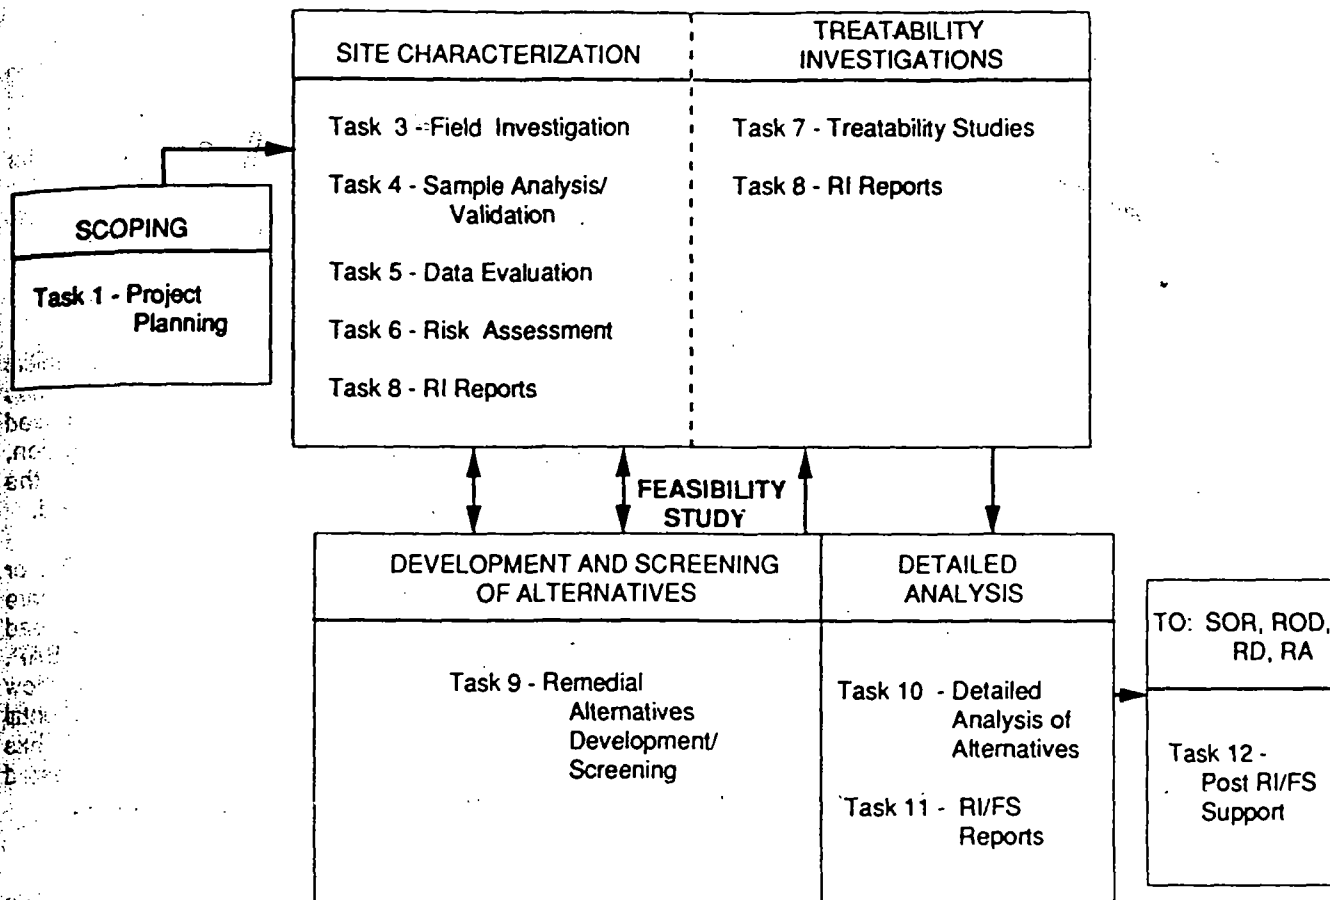 SITE CHARACTERIZATION
TREATABILITY
INVESTIGATIONS
Task 3 - Field Investigation
Task 4 - Sample Analysis/
Validation
Task 5 - Data Evaluation
Task 6 - Risk Assessment
Task 8 - RI Reports
Task 7 - Treatability Studies
Task 8 - RI Reports
SCOPING
Task 1 - Project
Planning
FEASIBILITY
STUDY
DEVELOPMENT AND SCREENING
OF ALTERNATIVES
Task 9 - Remedial
Alternatives
Development/
Screening
DETAILED
ANALYSIS
Task 10 - Detailed
Analysis of
Alternatives
Task 11 - RI/FS
Reports
TO: SOR, ROD,
RD, RA
Task 12 -
Post RI/FS
Support